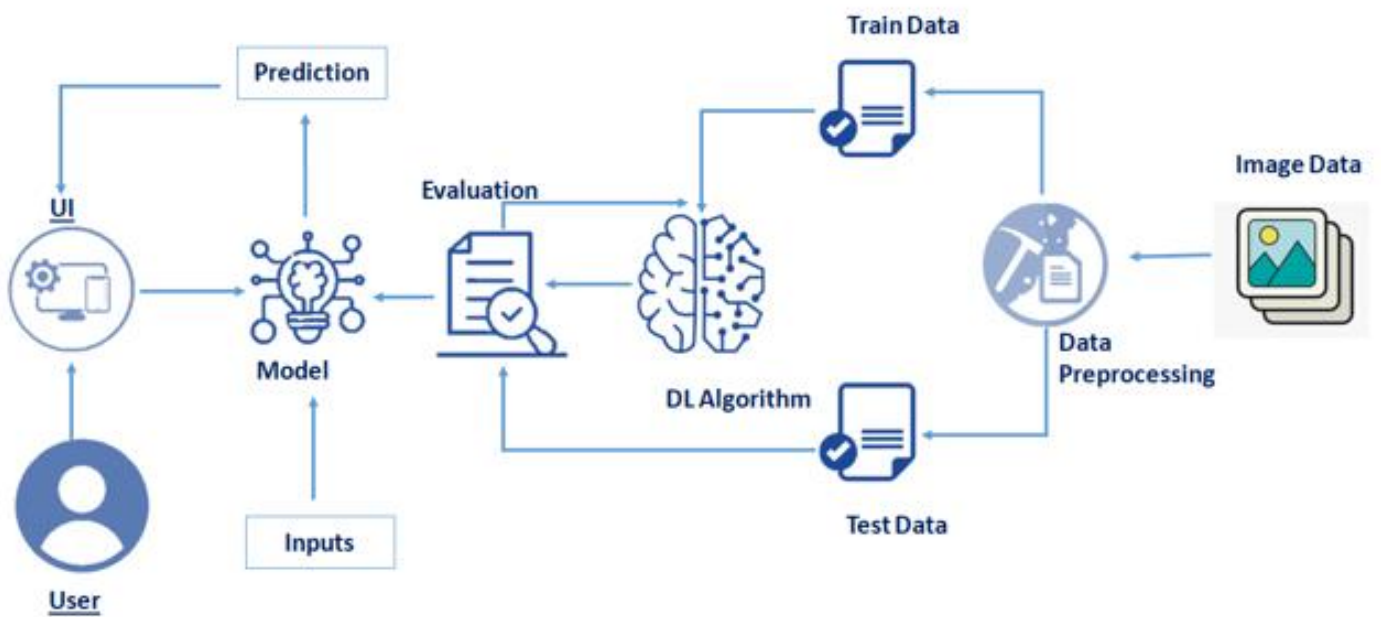 Train Data
Prediction
Image Data
Evaluation
UI
Data
Preprocessing
Model
DL Algorithm
Test Data
Inputs
User